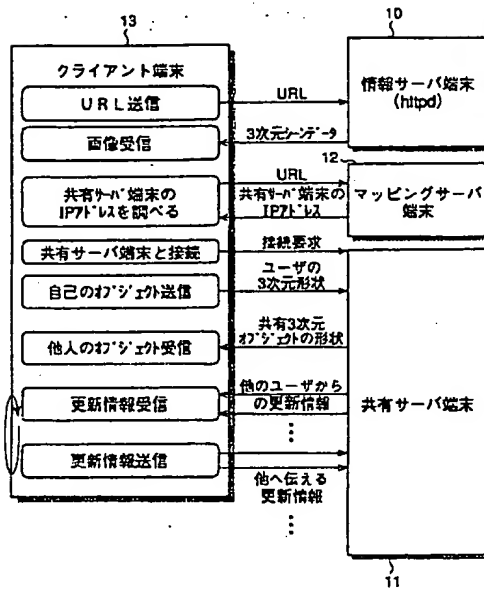 13
クライアント端末
URL送信
画像受信
共有サーバ端末の
IPアドレスを調べる
共有サーバ端末と接続
自己のオブジェクト送信
他人のオブジェクト受信
更新情報受信
更新情報送信
URL
3次元シーンデータ
URL
共有サーバ端末の
IPアドレス
接続要求
ユーザの
3次元形状
共有3次元
オブジェクトの形状
他のユーザから
の更新情報
他へ伝える
更新情報
10
情報サーバ端末
(httpd)
12
マッピングサーバ
端末
共有サーバ端末
11